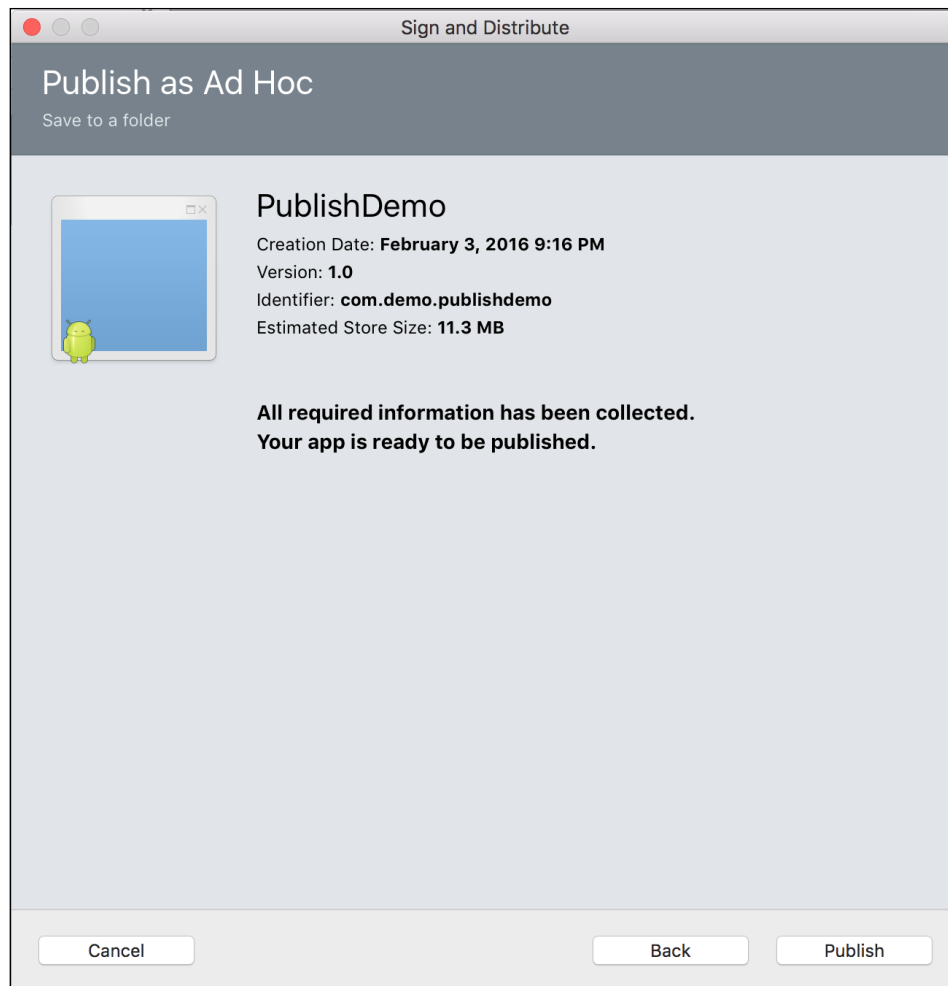 Sign and Distribute
Publish as Ad Hoc
Save to a folder
PublishDemo
Creation Date: February 3, 2016 9:16 PM
Version: 1.0
Identifier: com.demo.publishdemo
Estimated Store Size: 11.3 MB
All required information has been collected.
Your app is ready to be published.
Cancel
Back
Publish